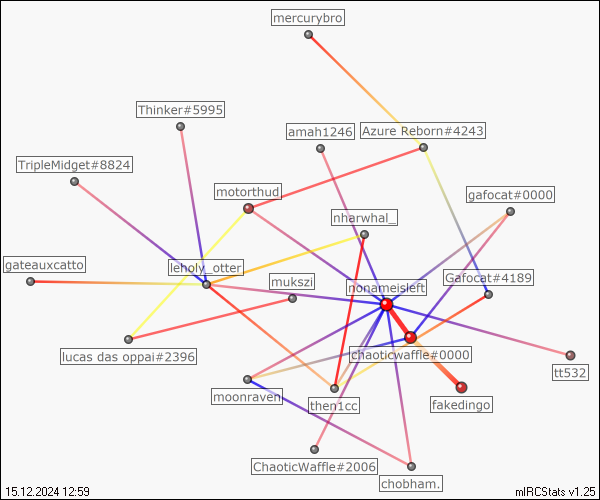 mercurybro
Thinker#5995
amah1246
Azure Reborn#4243
TripleMidget#8824
motorthud
gafocat#0000
nharwhal_
gateauxcatto
leholy_otter
mukszi
nonameisleft
Gafocat#4189
lucas das oppai#2396
chaoticwaffle#0000
tt532
moonraven
then1cc
fakedingo
ChaoticWaffle#2006
chobham.
15.12.2024 12:59
mIRCStats v1.25